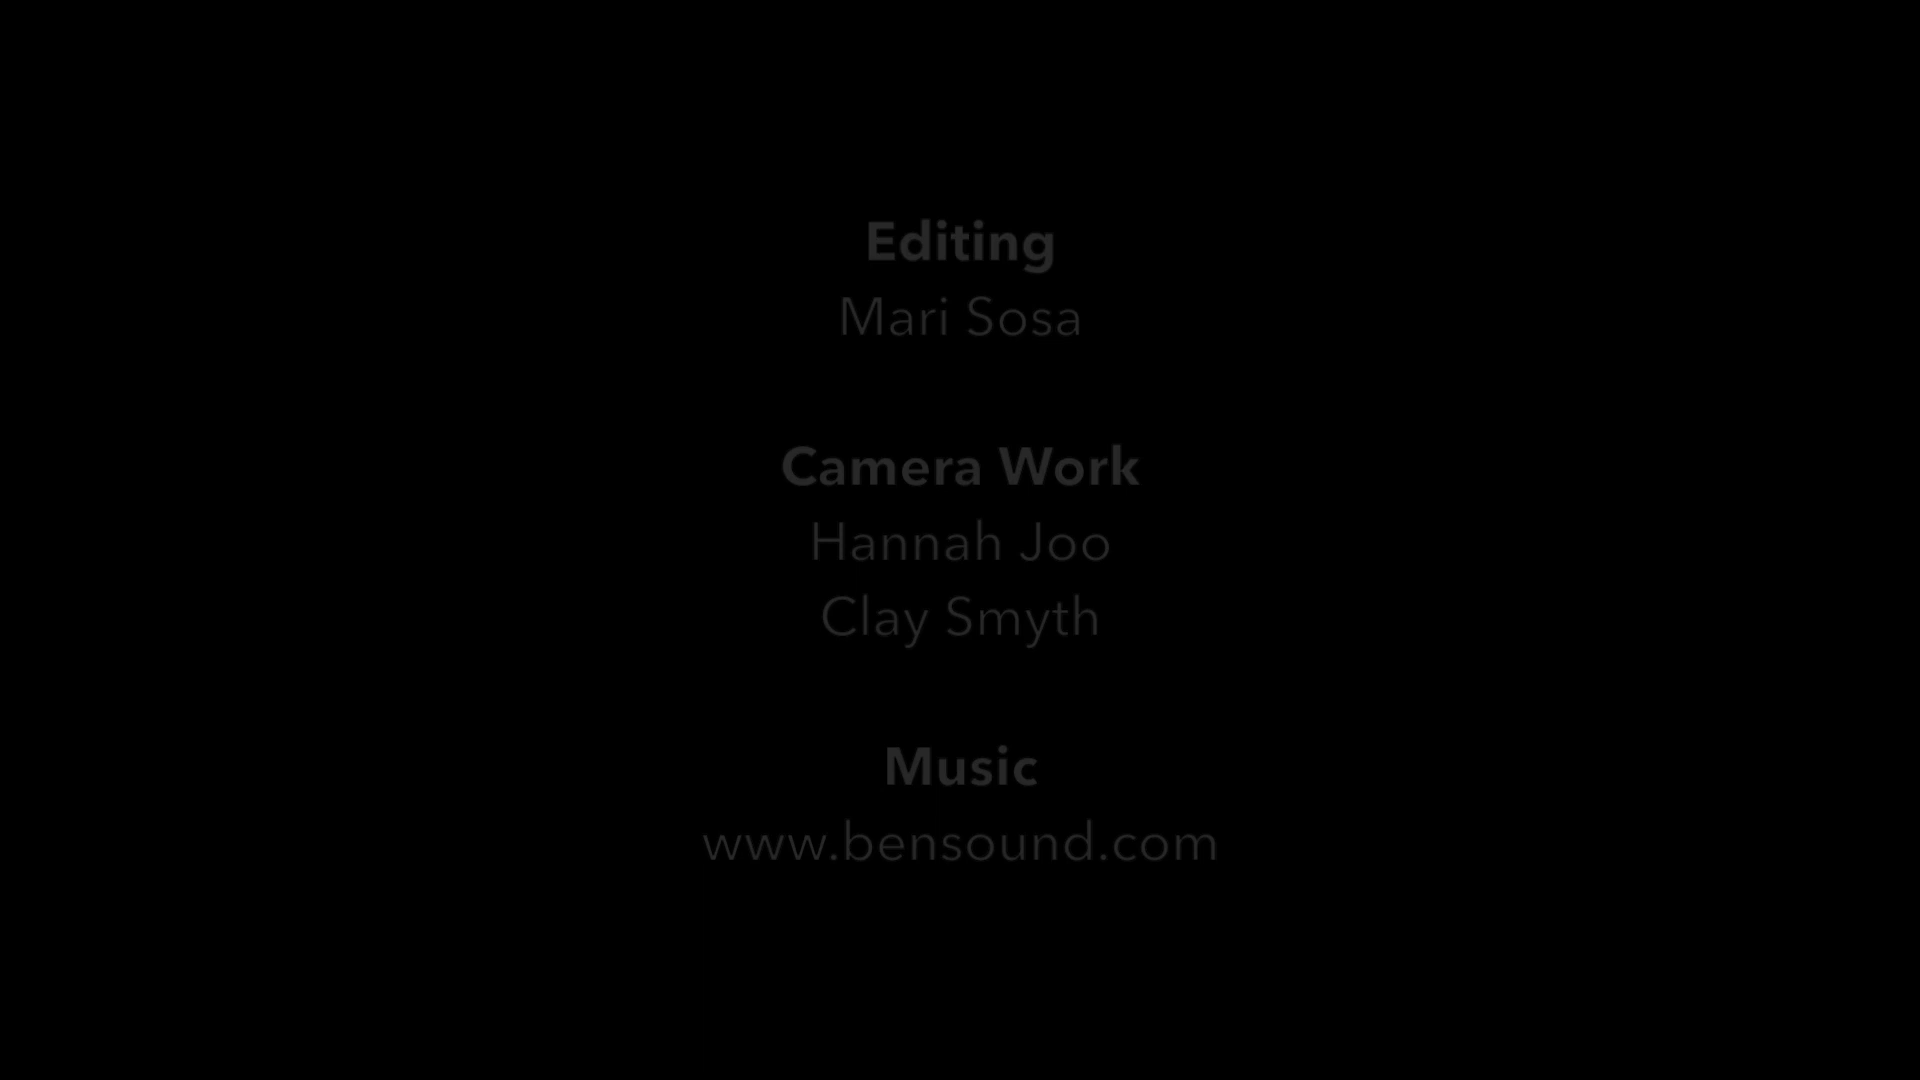 Editing
Mari Sosa
Camera Work
Hannah Joo
Clay Smyth
Music
www.bensound.com